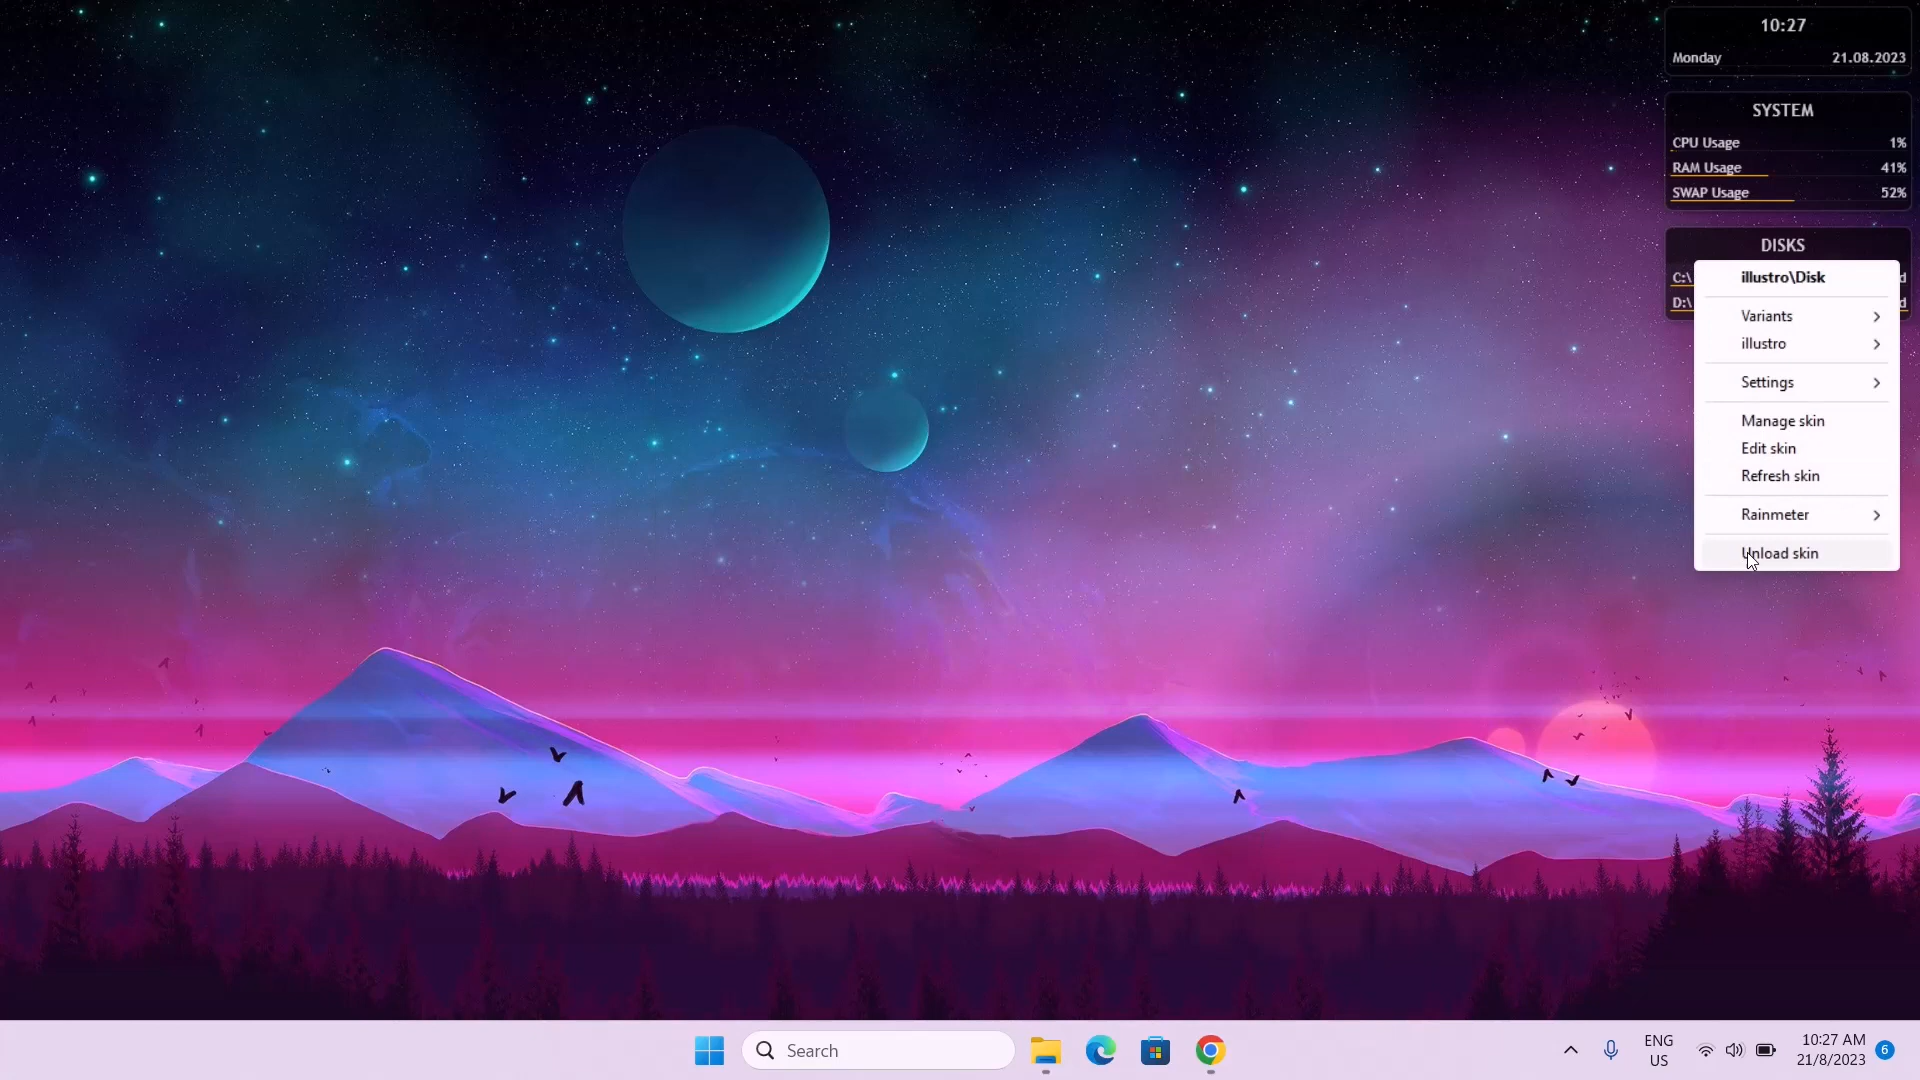 10:27
Monday 21.08.2023
SYSTEM
CPU Usage 1%
RAM Usage 41%
SWAP Usage 52%
DISKS
C:\ d
D:\ d
illustro\Disk
Variants
illustro
Settings
Manage skin
Edit skin
Refresh skin
Rainmeter
Unload skin
Search
ENG
US
10:27 AM
21/8/2023
6